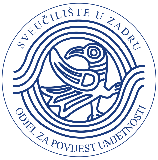 SVEUČILIŠTE U ZADRU
ODJEL ZA POVIJEST UMJETNOSTI